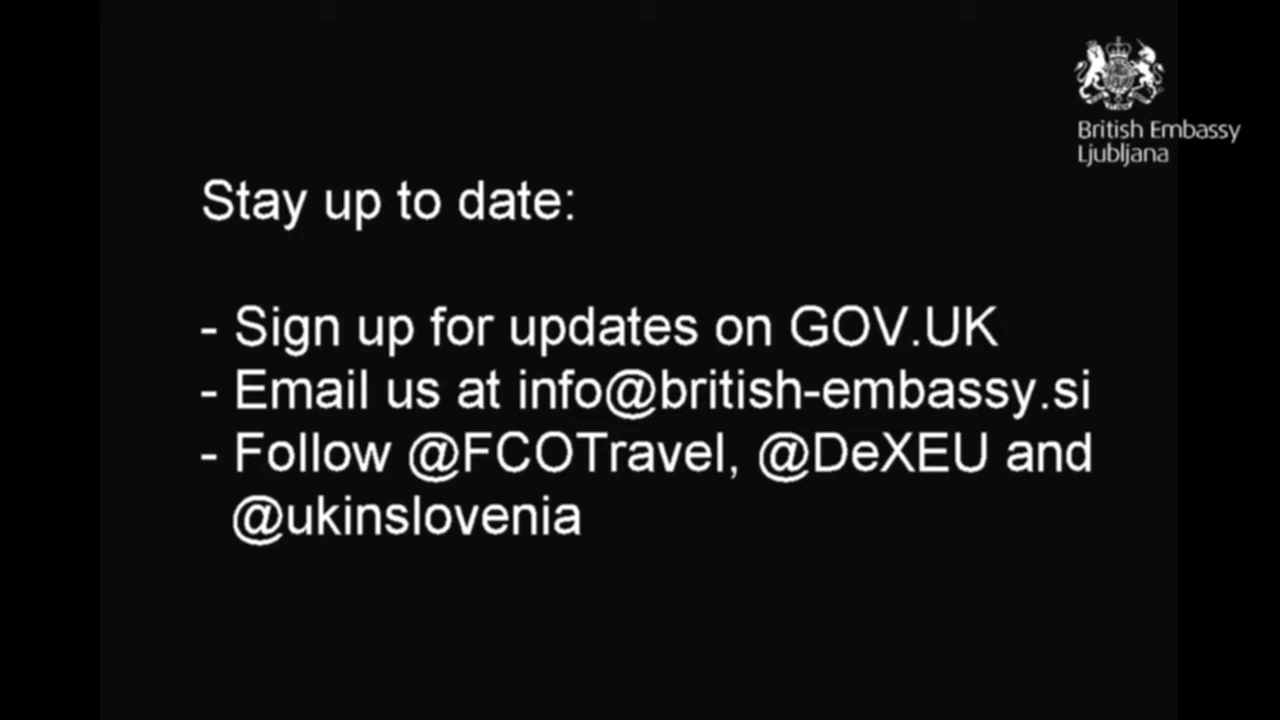 British Embassy
Ljubljana
Stay up to date:
- Sign up for updates on GOV.UK
- Email us at info@british-embassy.si
- Follow @FCOTravel, @DeXEU and
@ukinslovenia